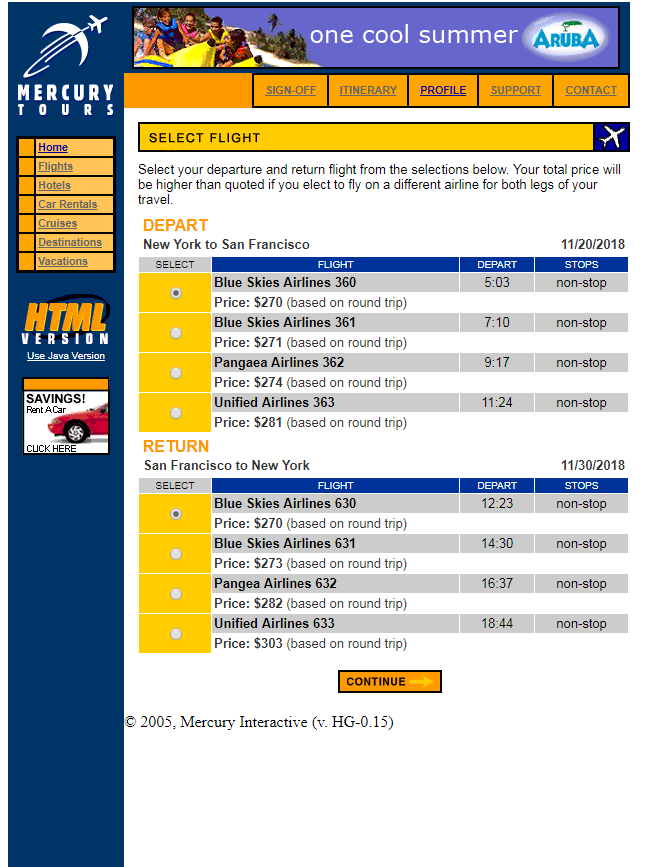 one cool summer ARUBA
MERCURY
TOURS
SIGN-OFF ITINERARY PROFILE SUPPORT CONTACT
Home
Flights
Hotels
Car Rentals
Cruises
Destinations
Vacations
HTML
VERSION
Use Java Version
SAVINGS!
Rent A Car
CLICK HERE
SELECT FLIGHT
Select your departure and return flight from the selections below. Your total price will
be higher than quoted if you elect to fly on a different airline for both legs of your
travel.
DEPART
New York to San Francisco 11/20/2018
SELECT FLIGHT DEPART STOPS
Blue Skies Airlines 360 5:03 non-stop
Price: $270 (based on round trip)
Blue Skies Airlines 361 7:10 non-stop
Price: $271 (based on round trip)
Pangaea Airlines 362 9:17 non-stop
Price: $274 (based on round trip)
Unified Airlines 363 11:24 non-stop
Price: $281 (based on round trip)
RETURN
San Francisco to New York 11/30/2018
SELECT FLIGHT DEPART STOPS
Blue Skies Airlines 630 12:23 non-stop
Price: $270 (based on round trip)
Blue Skies Airlines 631 14:30 non-stop
Price: $273 (based on round trip)
Pangea Airlines 632 16:37 non-stop
Price: $282 (based on round trip)
Unified Airlines 633 18:44 non-stop
Price: $303 (based on round trip)
CONTINUE
© 2005, Mercury Interactive (v. HG-0.15)